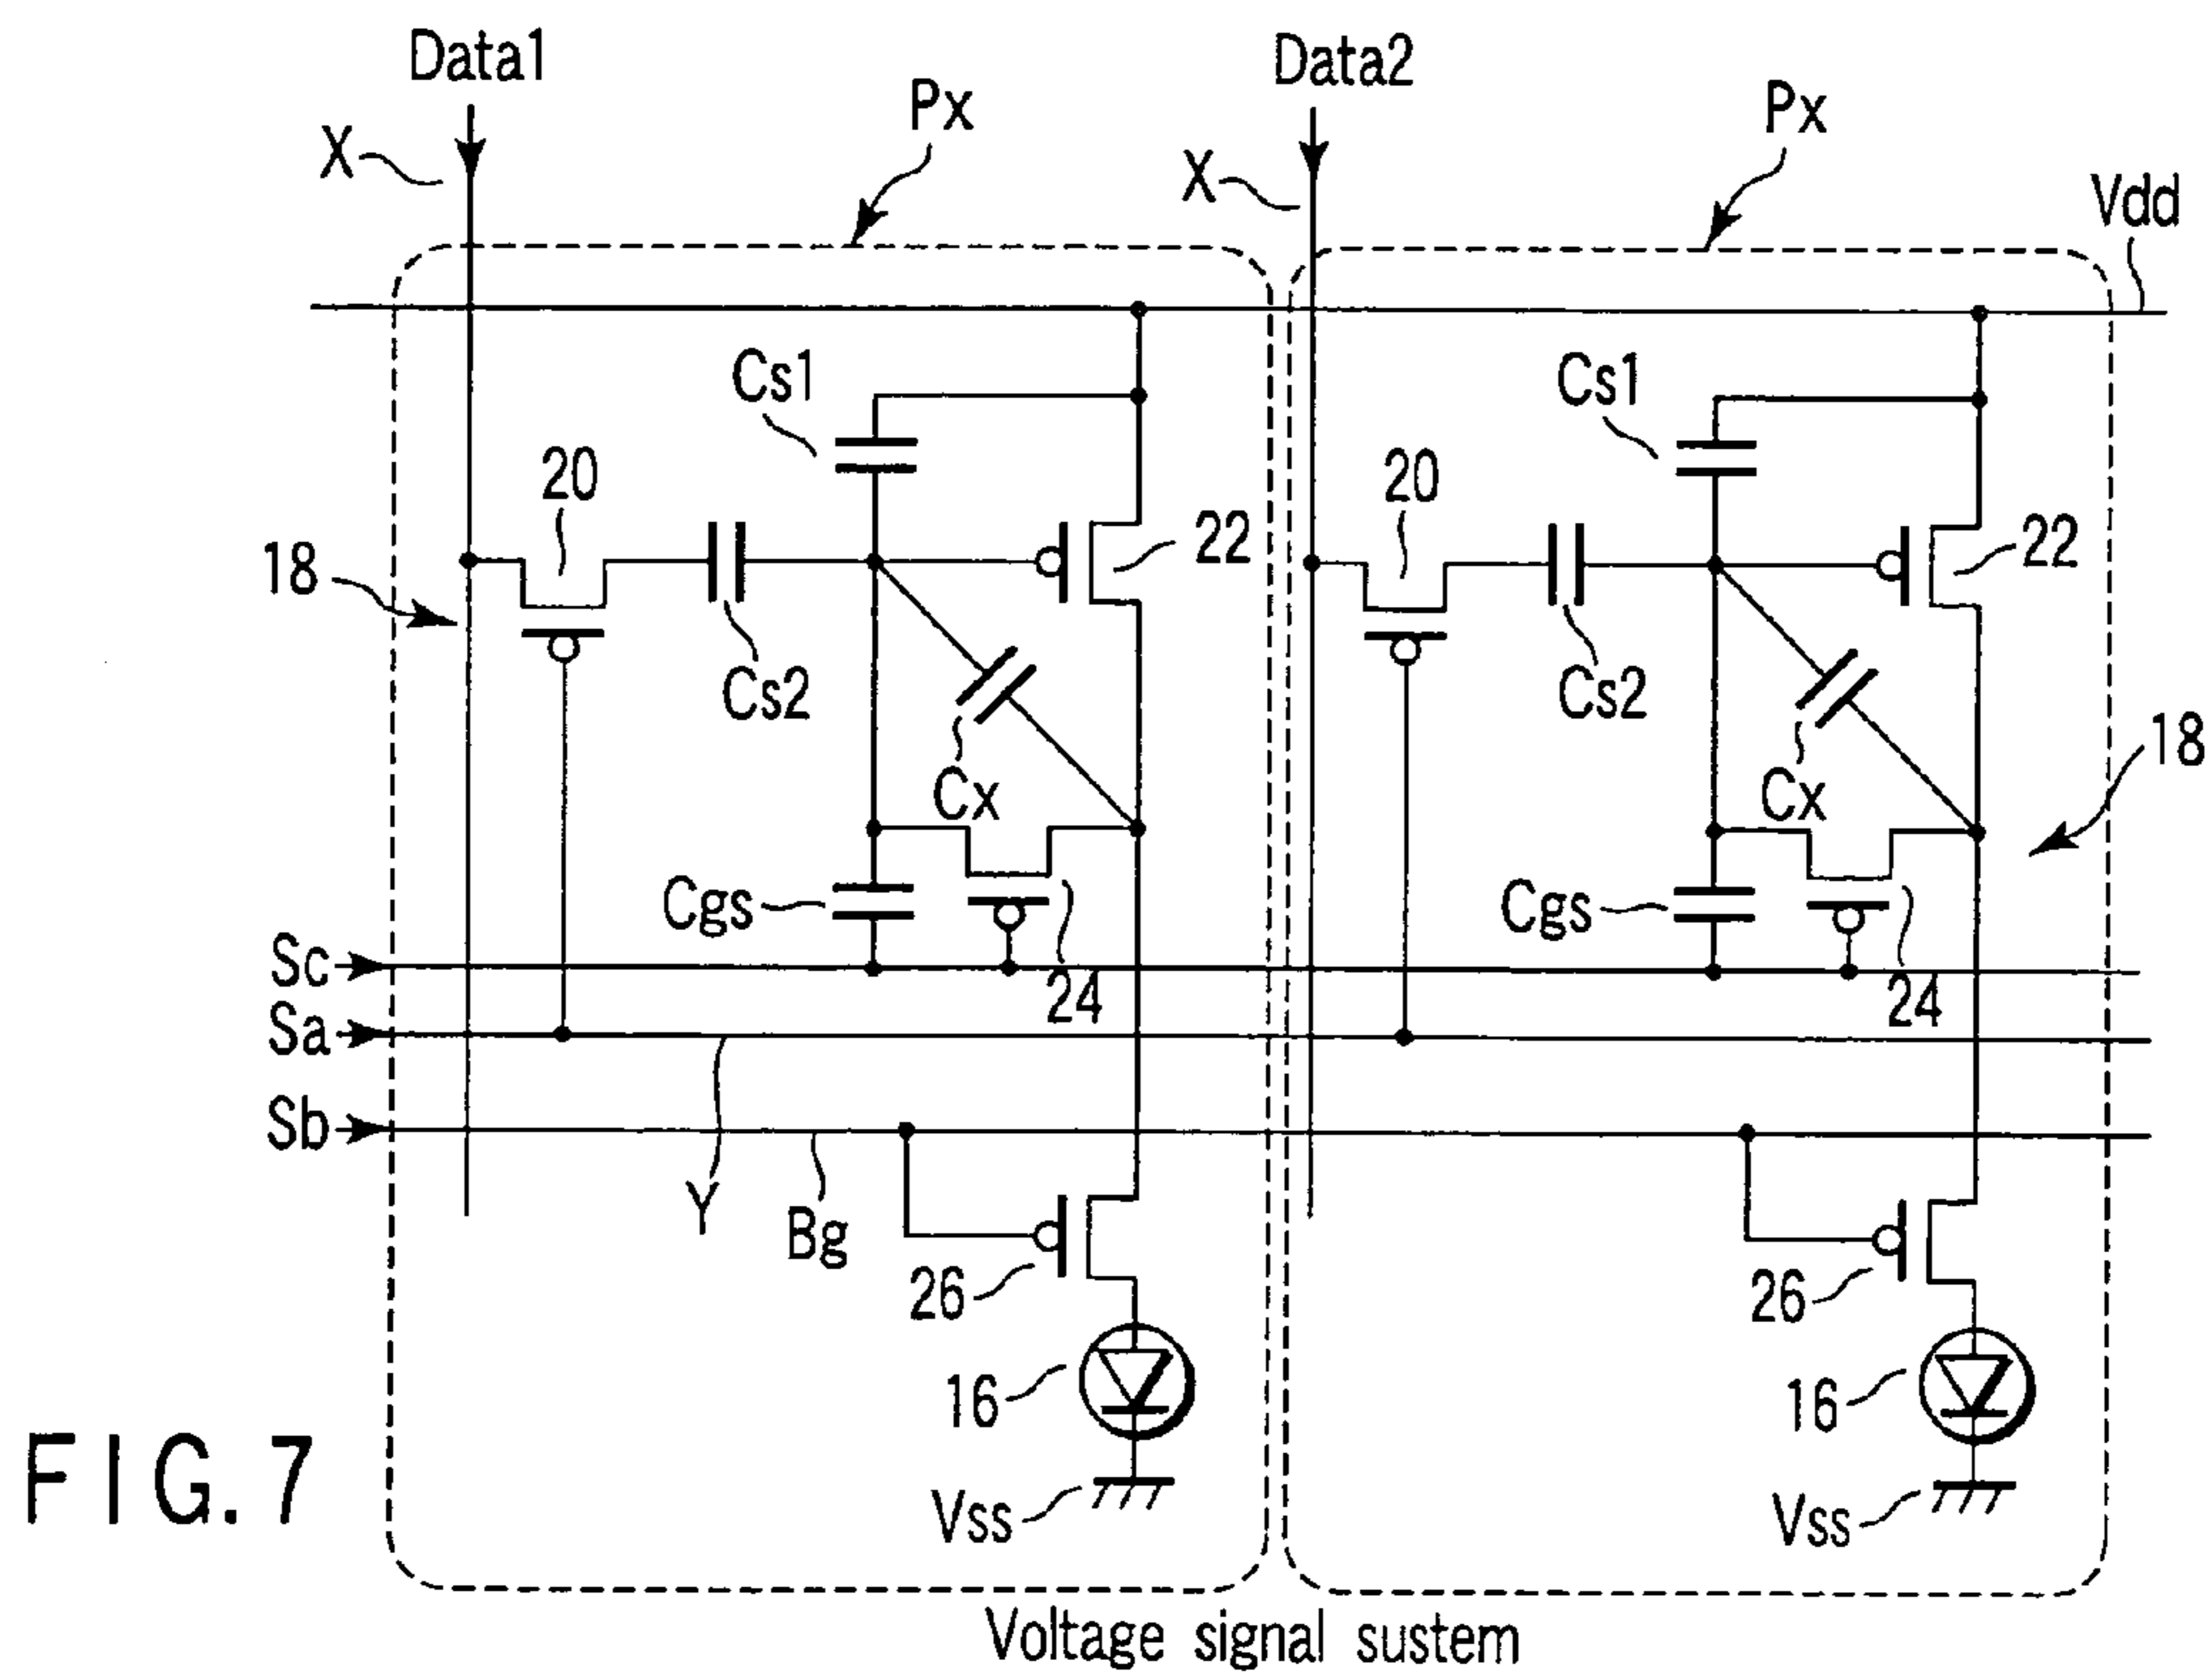 Data1
Data2
Px
Px
X
X
Vdd
Cs1
Cs1
20
20
22
22
18
Cs2
Cs2
18
Cx
Cx
Cgs
Cgs
Sc
24
24
Sa
Sb
Y
Bg
26
26
16
16
FIG. 7
Vss
Vss
Voltage signal sustem